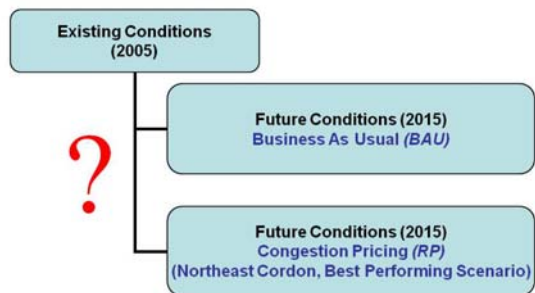 Existing Conditions
(2005)
Future Conditions (2015)
Business As Usual (BAU)
?
Future Conditions (2015)
Congestion Pricing (RP)
(Northeast Cordon, Best Performing Scenario)